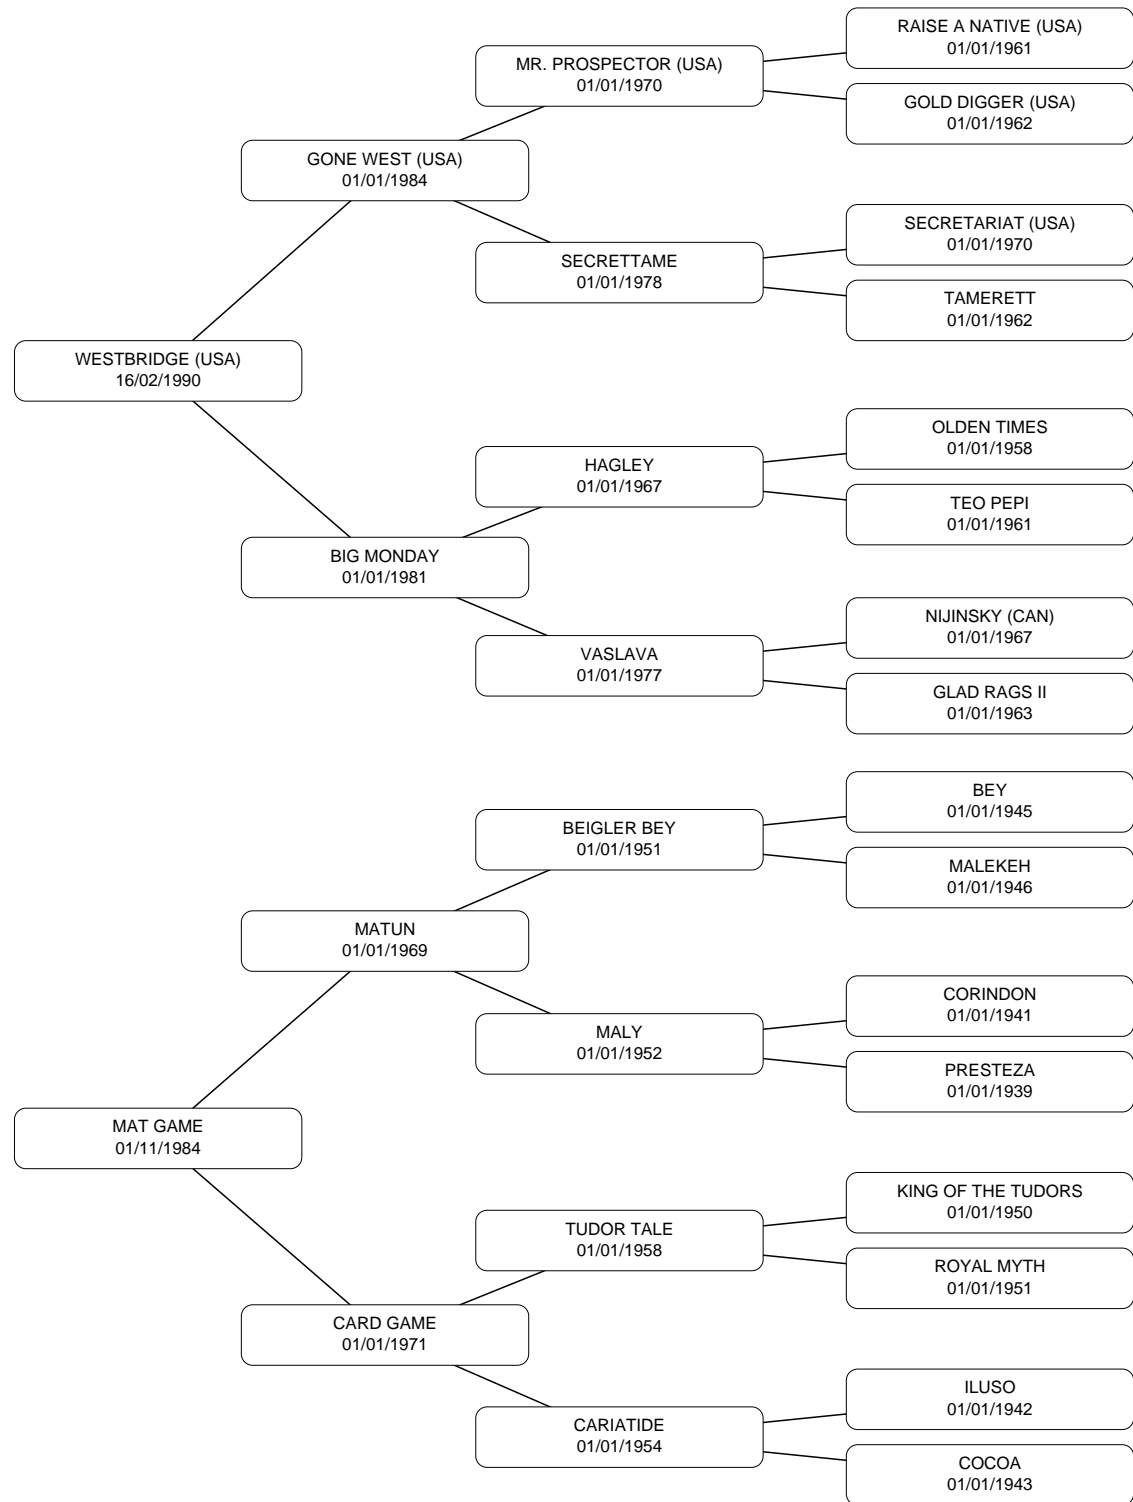 RAISE A NATIVE (USA)
01/01/1961
MR. PROSPECTOR (USA)
01/01/1970
GOLD DIGGER (USA)
01/01/1962
GONE WEST (USA)
01/01/1984
SECRETARIAT (USA)
01/01/1970
SECRETTAME
01/01/1978
TAMERETT
01/01/1962
WESTBRIDGE (USA)
16/02/1990
OLDEN TIMES
01/01/1958
HAGLEY
01/01/1967
TEO PEPI
01/01/1961
BIG MONDAY
01/01/1981
NIJINSKY (CAN)
01/01/1967
VASLAVA
01/01/1977
GLAD RAGS II
01/01/1963
BEY
01/01/1945
BEIGLER BEY
01/01/1951
MALEKEH
01/01/1946
MATUN
01/01/1969
CORINDON
01/01/1941
MALY
01/01/1952
PRESTEZA
01/01/1939
MAT GAME
01/11/1984
KING OF THE TUDORS
01/01/1950
TUDOR TALE
01/01/1958
ROYAL MYTH
01/01/1951
CARD GAME
01/01/1971
ILUSO
01/01/1942
CARIATIDE
01/01/1954
COCOA
01/01/1943